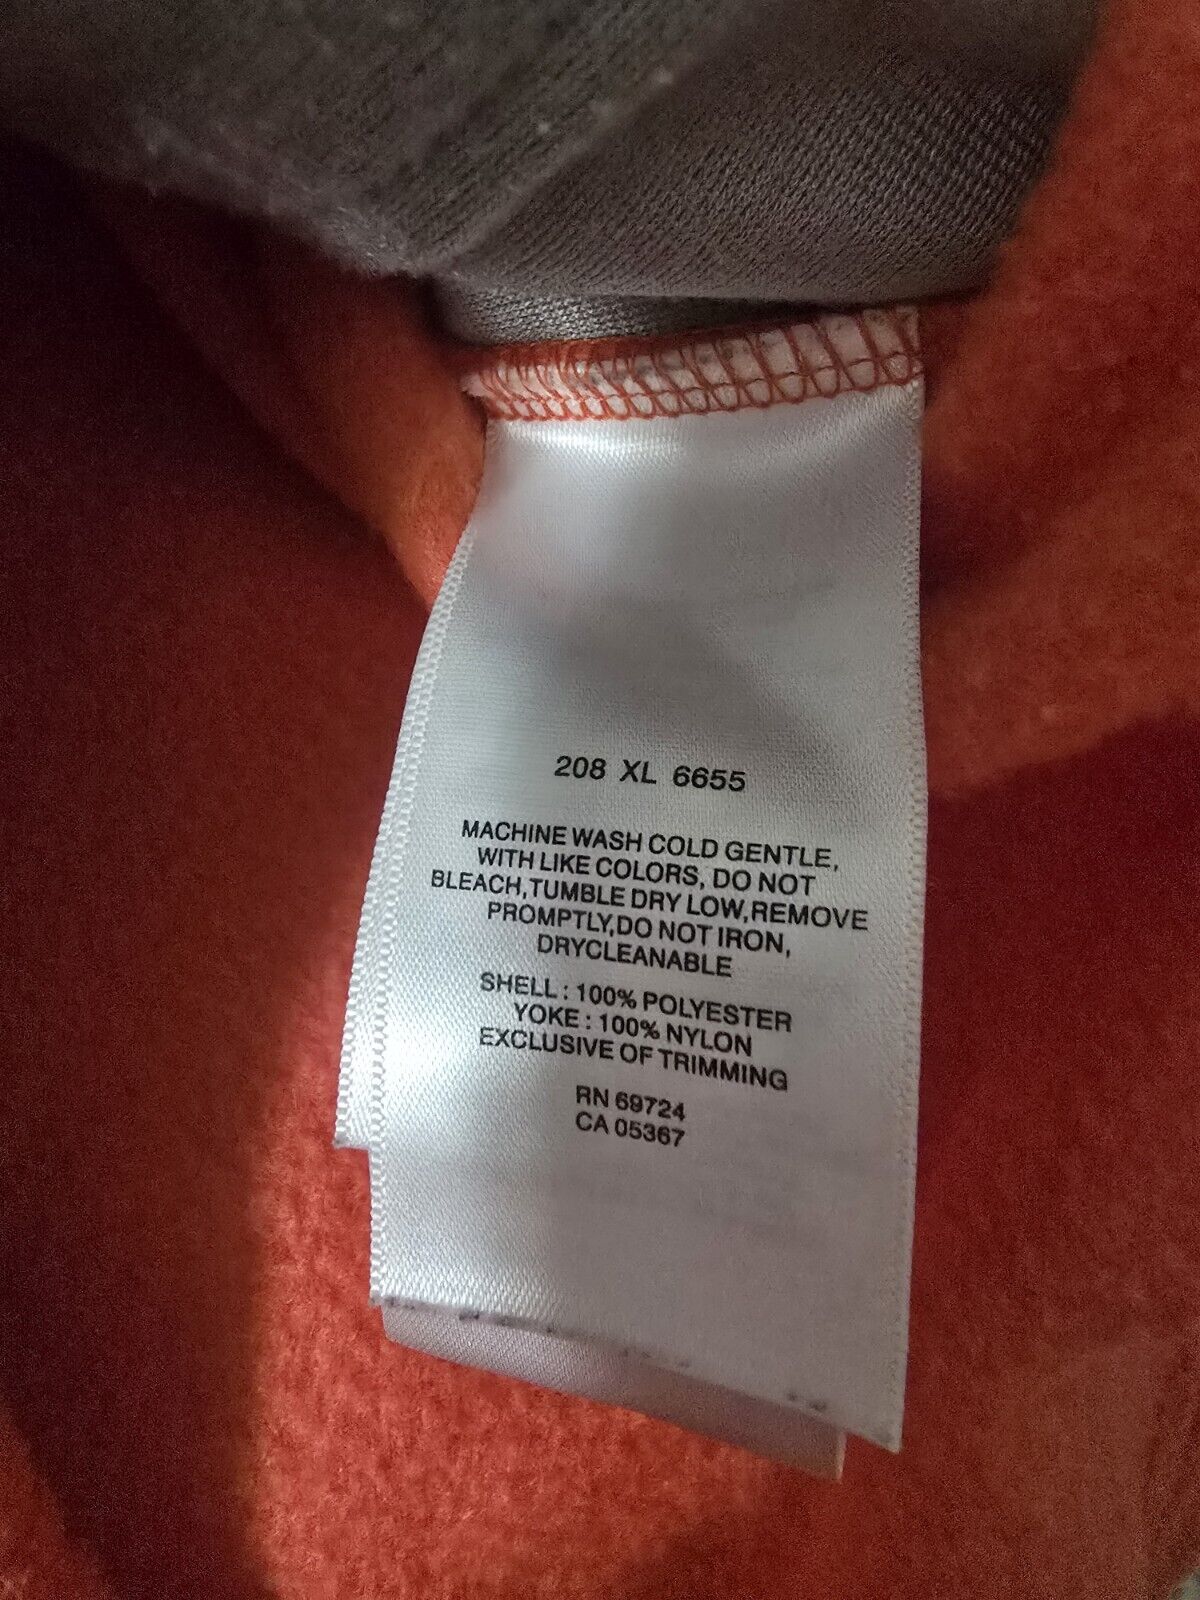 208 XL 6655
MACHINE WASH COLD GENTLE,
WITH LIKE COLORS, DO NOT
BLEACH,TUMBLE DRY LOW,REMOVE
PROMPTLY,DO NOT IRON,
DRYCLEANABLE
SHELL : 100% POLYESTER
YOKE : 100% NYLON
EXCLUSIVE OF TRIMMING
RN 69724
CA 05367